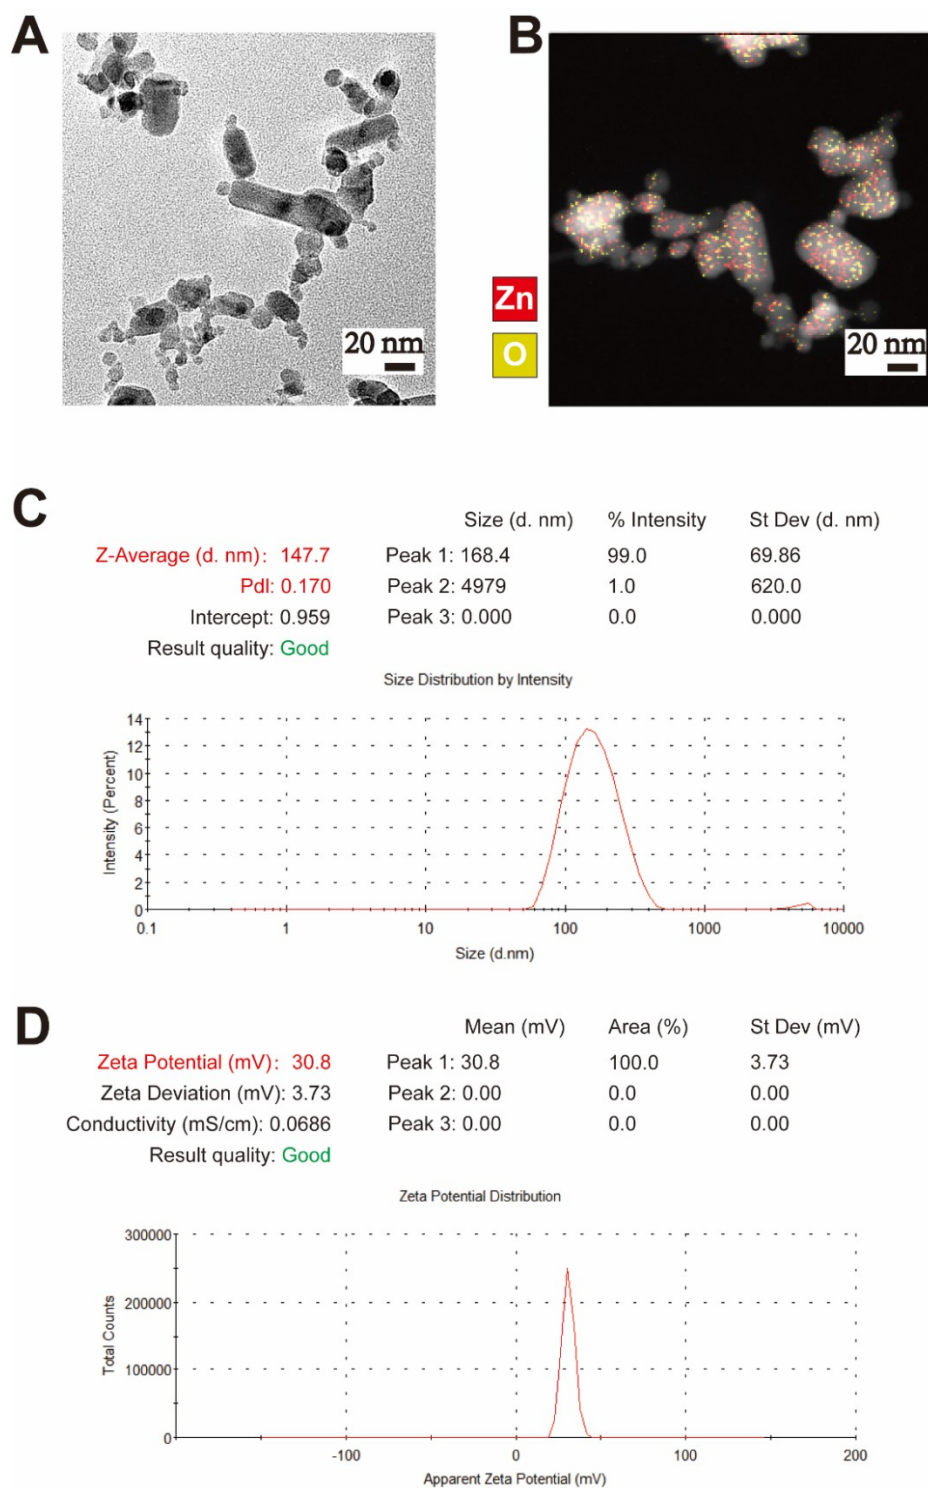 A
B
20 nm
Zn
O
20 nm
C
Size (d. nm) % Intensity St Dev (d. nm)
Z-Average (d. nm): 147.7 Peak 1: 168.4 99.0 69.86
PdI: 0.170 Peak 2: 4979 1.0 620.0
Intercept: 0.959 Peak 3: 0.000 0.0 0.000
Result quality: Good
Size Distribution by Intensity
Intensity (Percent)
14
12
10
8
6
4
2
0
0.1 1 10 100 1000 10000
Size (d.nm)
D
Mean (mV) Area (%) St Dev (mV)
Zeta Potential (mV): 30.8 Peak 1: 30.8 100.0 3.73
Zeta Deviation (mV): 3.73 Peak 2: 0.00 0.0 0.00
Conductivity (mS/cm): 0.0686 Peak 3: 0.00 0.0 0.00
Result quality: Good
Zeta Potential Distribution
Total Counts
300000
200000
100000
0
-100 0 100 200
Apparent Zeta Potential (mV)